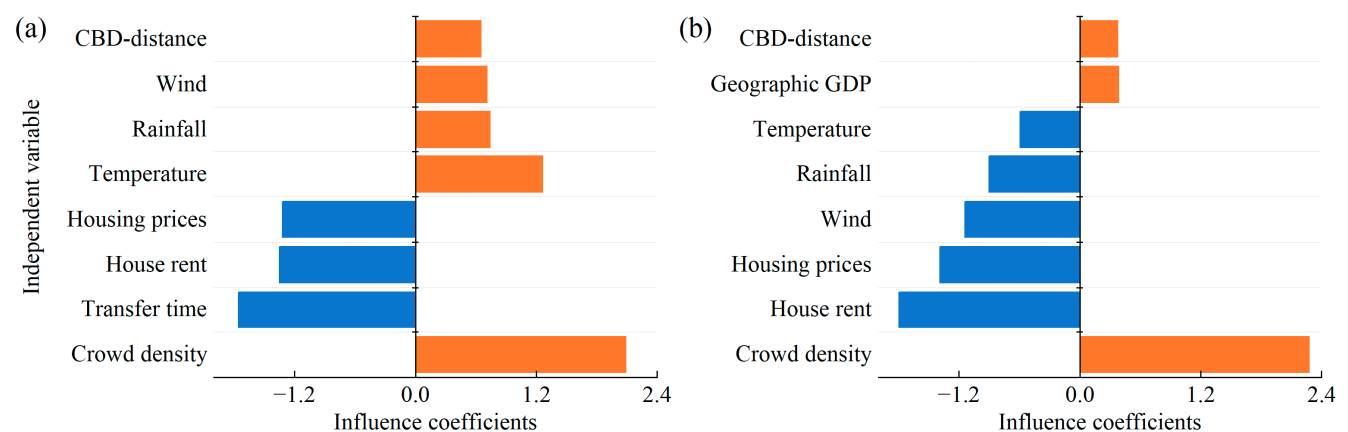 (a)
Independent variable
CBD-distance
Wind
Rainfall
Temperature
Housing prices
House rent
Transfer time
Crowd density
−1.2 0.0 1.2 2.4
Influence coefficients
(b)
CBD-distance
Geographic GDP
Temperature
Rainfall
Wind
Housing prices
House rent
Crowd density
−1.2 0.0 1.2 2.4
Influence coefficients